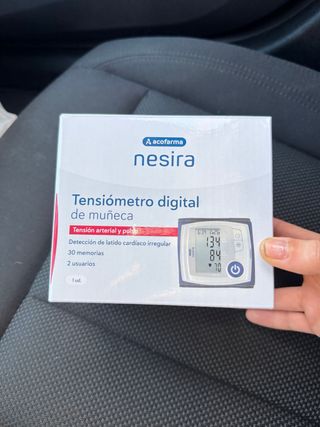 acofarma
nesira
Tensiómetro digital
de muñeca
Tensión arterial y pulso
Detección de latido cardíaco irregular
30 memorias
2 usuarios
1 ud.
134
84
70